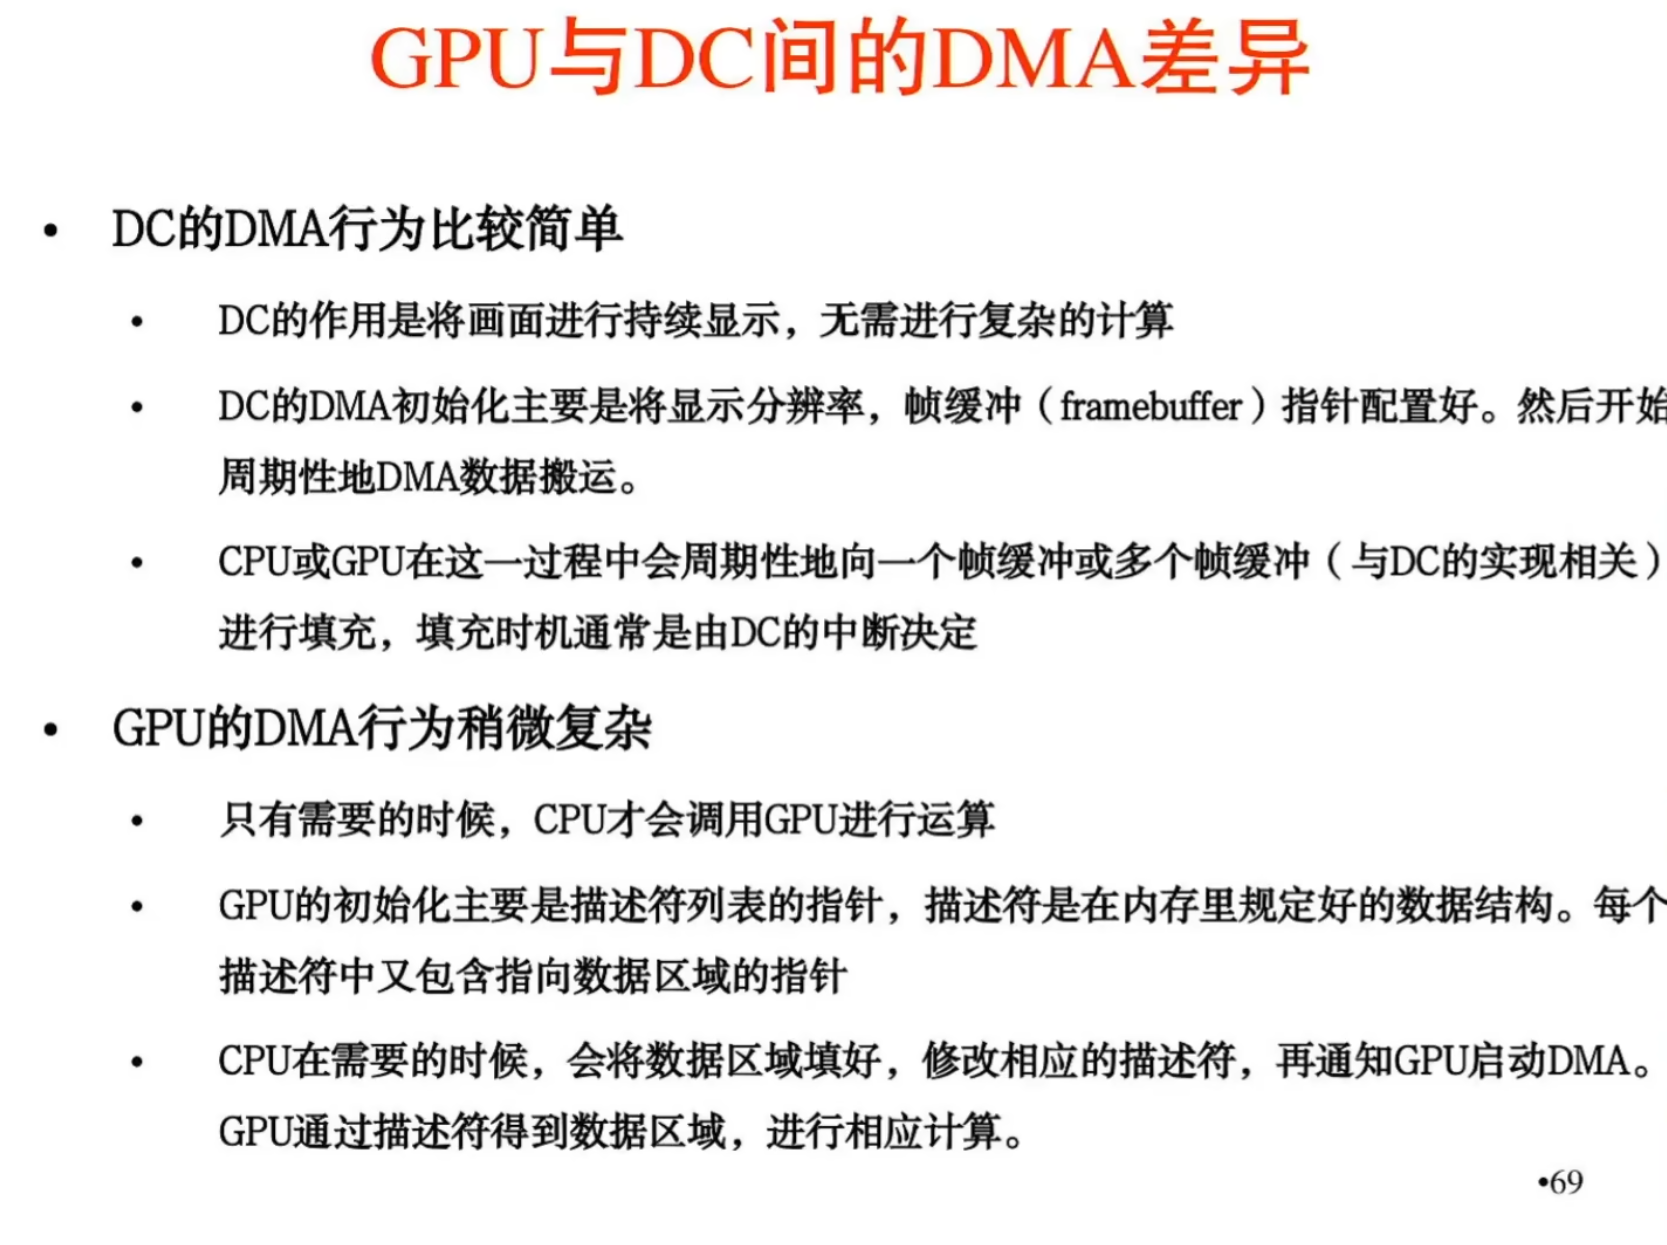 GPU与DC间的DMA差异
• DC的DMA行为比较简单
• DC的作用是将画面进行持续显示，无需进行复杂的计算
• DC的DMA初始化主要是将显示分辨率，帧缓冲（framebuffer）指针配置好。然后开始
周期性地DMA数据搬运。
• CPU或GPU在这一过程中会周期性地向一个帧缓冲或多个帧缓冲（与DC的实现相关）
进行填充，填充时机通常是由DC的中断决定
• GPU的DMA行为稍微复杂
• 只有需要的时候，CPU才会调用GPU进行运算
• GPU的初始化主要是描述符列表的指针，描述符是在内存里规定好的数据结构。每个
描述符中又包含指向数据区域的指针
• CPU在需要的时候，会将数据区域填好，修改相应的描述符，再通知GPU启动DMA。
GPU通过描述符得到数据区域，进行相应计算。
•69